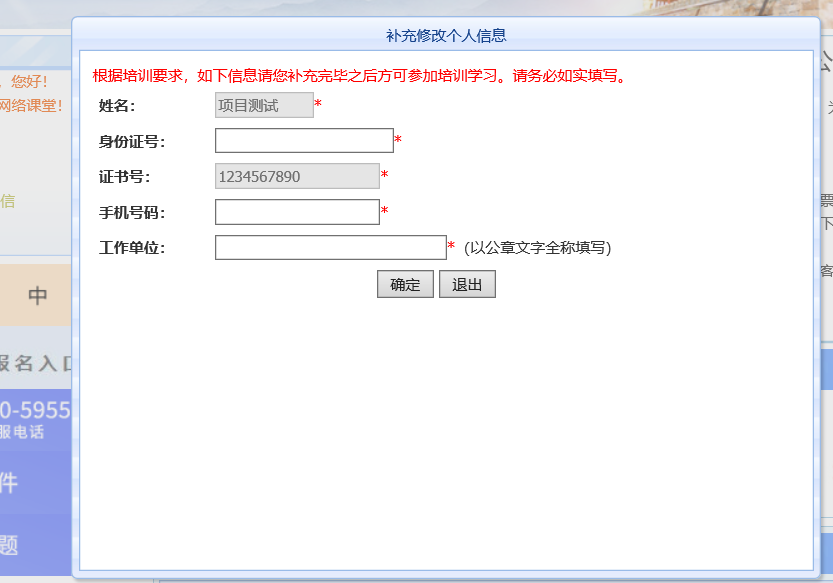 补充修改个人信息
根据培训要求，如下信息请您补充完毕之后方可参加培训学习。请务必如实填写。
姓名： 项目测试 *
身份证号： *
证书号： 1234567890 *
手机号码： *
工作单位： * (以公章文字全称填写)
确定 退出
，您好！
网络课堂！
信
中
报名入口
0-5955
服电话
件
题
公
票
下
客